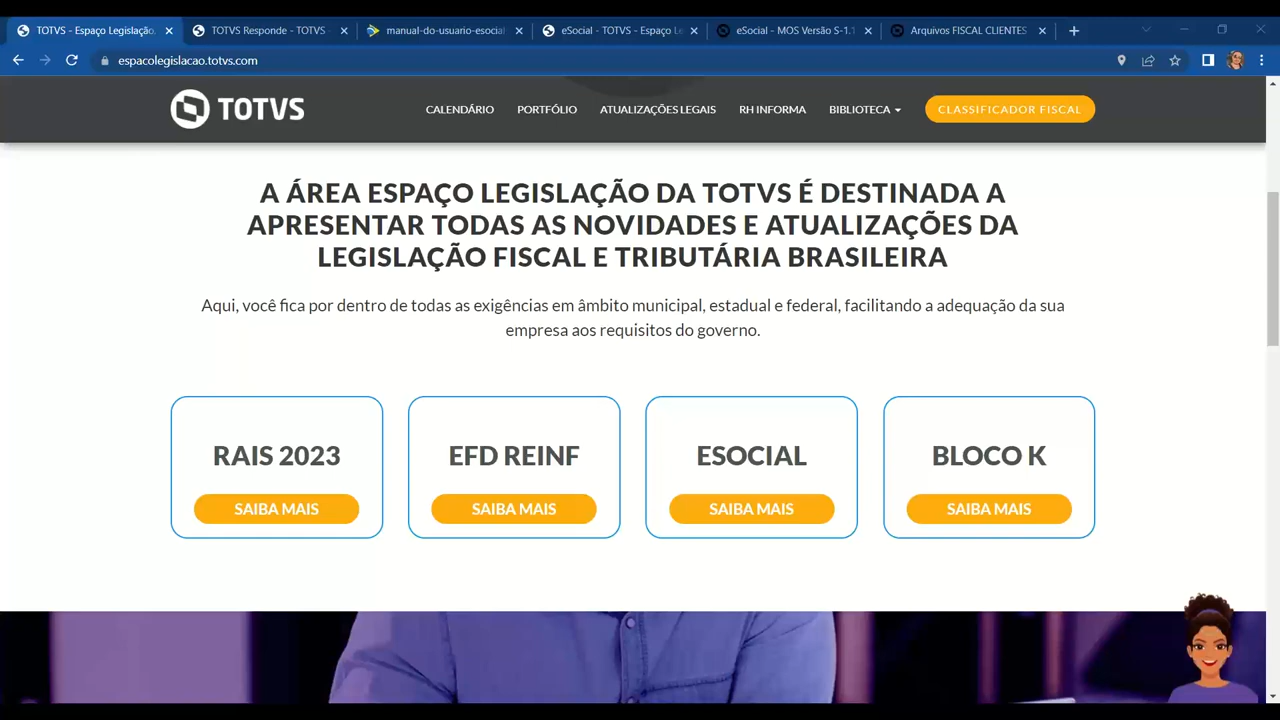 TOTVS - Espaço Legislação,
TOTVS Responde - TOTVS -
manual-do-usuario-esocial
eSocial - TOTVS - Espaço Le
eSocial - MOS Versão S-1.1
Arquivos FISCAL CLIENTES
espacolegislacao.totvs.com
TOTVS
CALENDÁRIO
PORTFÓLIO
ATUALIZAÇÕES LEGAIS
RH INFORMA
BIBLIOTECA
CLASSIFICADOR FISCAL
A ÁREA ESPAÇO LEGISLAÇÃO DA TOTVS É DESTINADA A
APRESENTAR TODAS AS NOVIDADES E ATUALIZAÇÕES DA
LEGISLAÇÃO FISCAL E TRIBUTÁRIA BRASILEIRA
Aqui, você fica por dentro de todas as exigências em âmbito municipal, estadual e federal, facilitando a adequação da sua
empresa aos requisitos do governo.
RAIS 2023
SAIBA MAIS
EFD REINF
SAIBA MAIS
ESOCIAL
SAIBA MAIS
BLOCO K
SAIBA MAIS